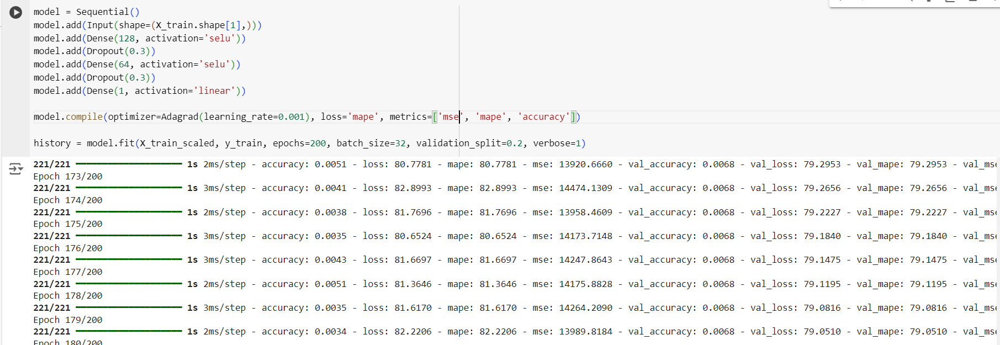 model = Sequential()
model.add(Input(shape=(X_train.shape[1],)))
model.add(Dense(128, activation='selu'))
model.add(Dropout(0.3))
model.add(Dense(64, activation='selu'))
model.add(Dropout(0.3))
model.add(Dense(1, activation='linear'))
model.compile(optimizer=Adagrad(learning_rate=0.001), loss='mape', metrics=['mse', 'mape', 'accuracy'])
history = model.fit(X_train_scaled, y_train, epochs=200, batch_size=32, validation_split=0.2, verbose=1)
221/221 1s 2ms/step - accuracy: 0.0051 - loss: 80.7781 - mape: 80.7781 - mse: 13920.6660 - val_accuracy: 0.0068 - val_loss: 79.2953 - val_mape: 79.2953 - val_mse
Epoch 173/200
221/221 1s 3ms/step - accuracy: 0.0041 - loss: 82.8993 - mape: 82.8993 - mse: 14474.1309 - val_accuracy: 0.0068 - val_loss: 79.2656 - val_mape: 79.2656 - val_mse
Epoch 174/200
221/221 1s 2ms/step - accuracy: 0.0038 - loss: 81.7696 - mape: 81.7696 - mse: 13958.4609 - val_accuracy: 0.0068 - val_loss: 79.2227 - val_mape: 79.2227 - val_mse
Epoch 175/200
221/221 1s 3ms/step - accuracy: 0.0035 - loss: 80.6524 - mape: 80.6524 - mse: 14173.7148 - val_accuracy: 0.0068 - val_loss: 79.1840 - val_mape: 79.1840 - val_mse
Epoch 176/200
221/221 1s 3ms/step - accuracy: 0.0043 - loss: 81.6697 - mape: 81.6697 - mse: 14247.8643 - val_accuracy: 0.0068 - val_loss: 79.1475 - val_mape: 79.1475 - val_mse
Epoch 177/200
221/221 1s 2ms/step - accuracy: 0.0051 - loss: 81.3646 - mape: 81.3646 - mse: 14175.8828 - val_accuracy: 0.0068 - val_loss: 79.1195 - val_mape: 79.1195 - val_mse
Epoch 178/200
221/221 1s 3ms/step - accuracy: 0.0035 - loss: 81.6170 - mape: 81.6170 - mse: 14264.2090 - val_accuracy: 0.0068 - val_loss: 79.0816 - val_mape: 79.0816 - val_mse
Epoch 179/200
221/221 1s 2ms/step - accuracy: 0.0034 - loss: 82.2206 - mape: 82.2206 - mse: 13989.8184 - val_accuracy: 0.0068 - val_loss: 79.0510 - val_mape: 79.0510 - val_mse
Epoch 180/200